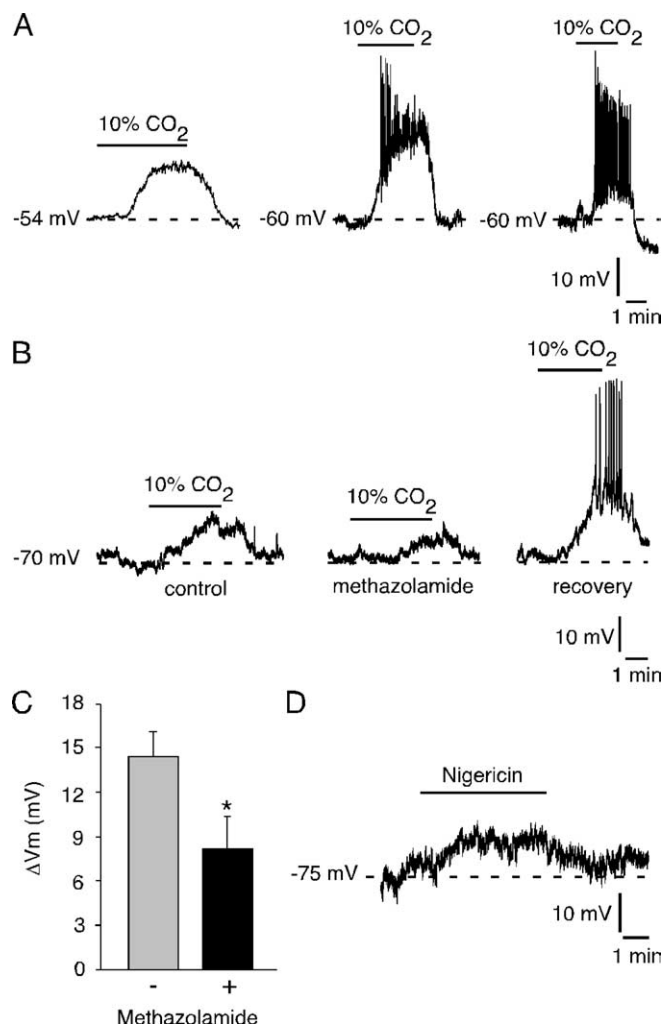 A
10% CO2
10% CO2
10% CO2
-54 mV
-60 mV
-60 mV
10 mV
1 min
B
10% CO2
10% CO2
10% CO2
-70 mV
control
methazolamide
recovery
10 mV
1 min
C
18
15
12
9
6
3
0
ΔVm (mV)
*
-
+
Methazolamide
D
Nigericin
-75 mV
10 mV
1 min